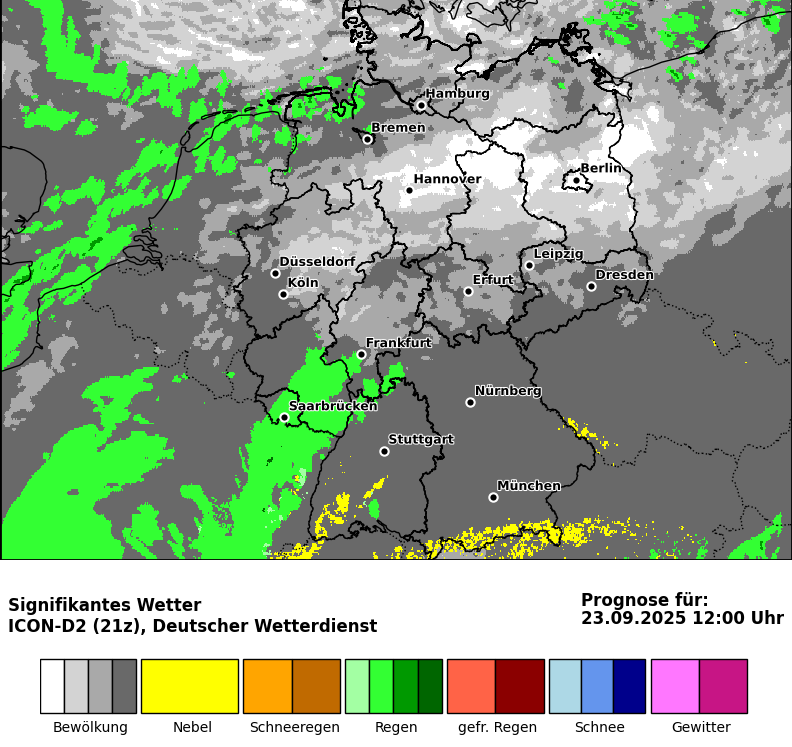 Hamburg
Bremen
Berlin
Hannover
Leipzig
Düsseldorf
Dresden
Köln
Erfurt
Frankfurt
Nürnberg
Saarbrücken
Stuttgart
München
Signifikantes Wetter
ICON-D2 (21z), Deutscher Wetterdienst
Prognose für:
23.09.2025 12:00 Uhr
Bewölkung Nebel Schneeregen Regen gefr. Regen Schnee Gewitter